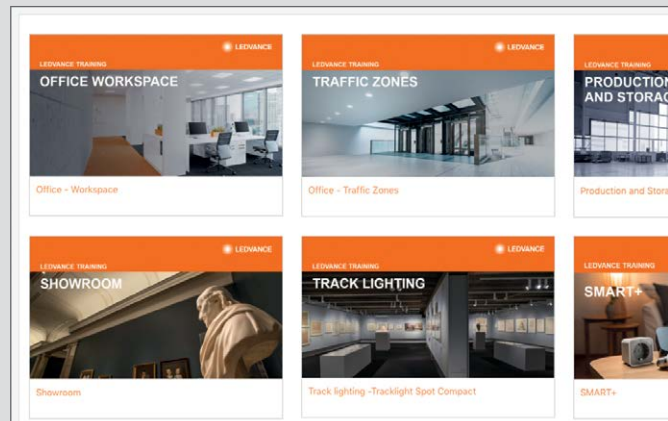 LEDVANCE
LEDVANCE TRAINING
OFFICE WORKSPACE
Office - Workspace
LEDVANCE
LEDVANCE TRAINING
TRAFFIC ZONES
Office - Traffic Zones
LEDVANCE TRAINING
PRODUCTION
AND STORAG
Production and Stora
LEDVANCE
LEDVANCE TRAINING
SHOWROOM
Showroom
LEDVANCE
LEDVANCE TRAINING
TRACK LIGHTING
Track lighting -Tracklight Spot Compact
LEDVANCE TRAINING
SMART+
SMART+